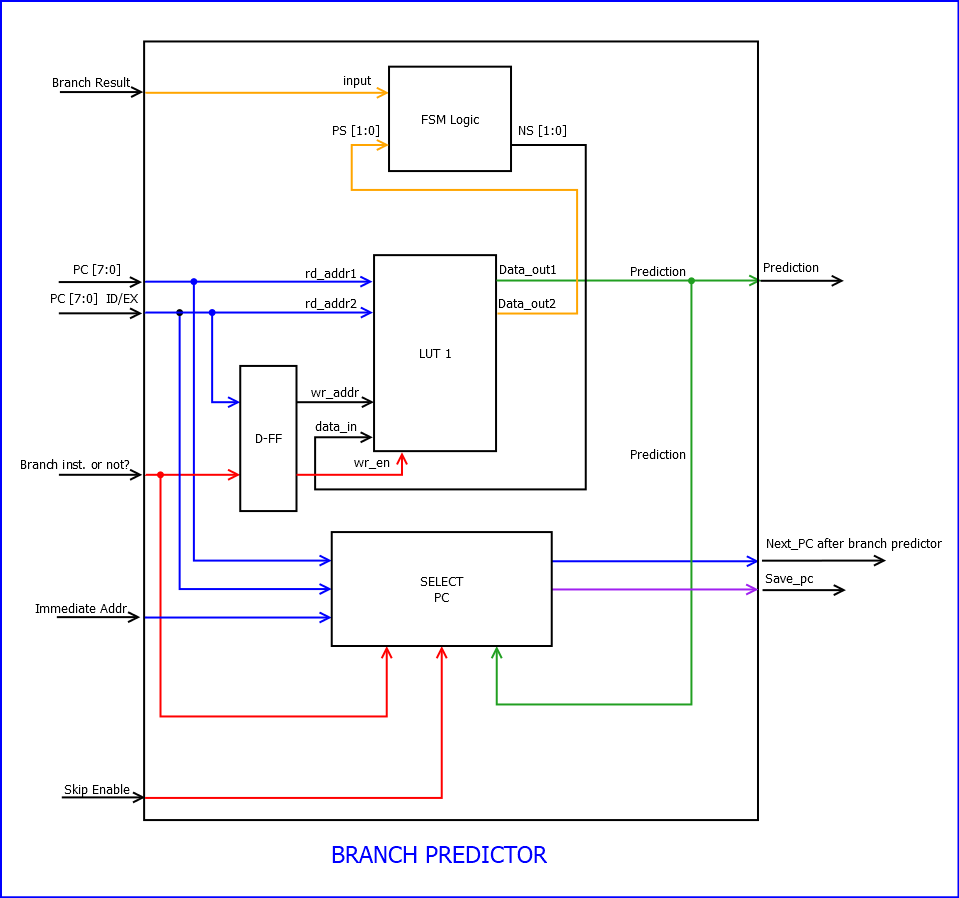 Branch Result
input
FSM Logic
PS [1:0]
NS [1:0]
PC [7:0]
rd_addr1
Data_out1
Prediction
Prediction
PC [7:0]  ID/EX
rd_addr2
Data_out2
LUT 1
wr_addr
data_in
D-FF
wr_en
Prediction
Branch inst. or not?
Next_PC after branch predictor
SELECT
PC
Save_pc
Immediate Addr
Skip Enable
BRANCH PREDICTOR